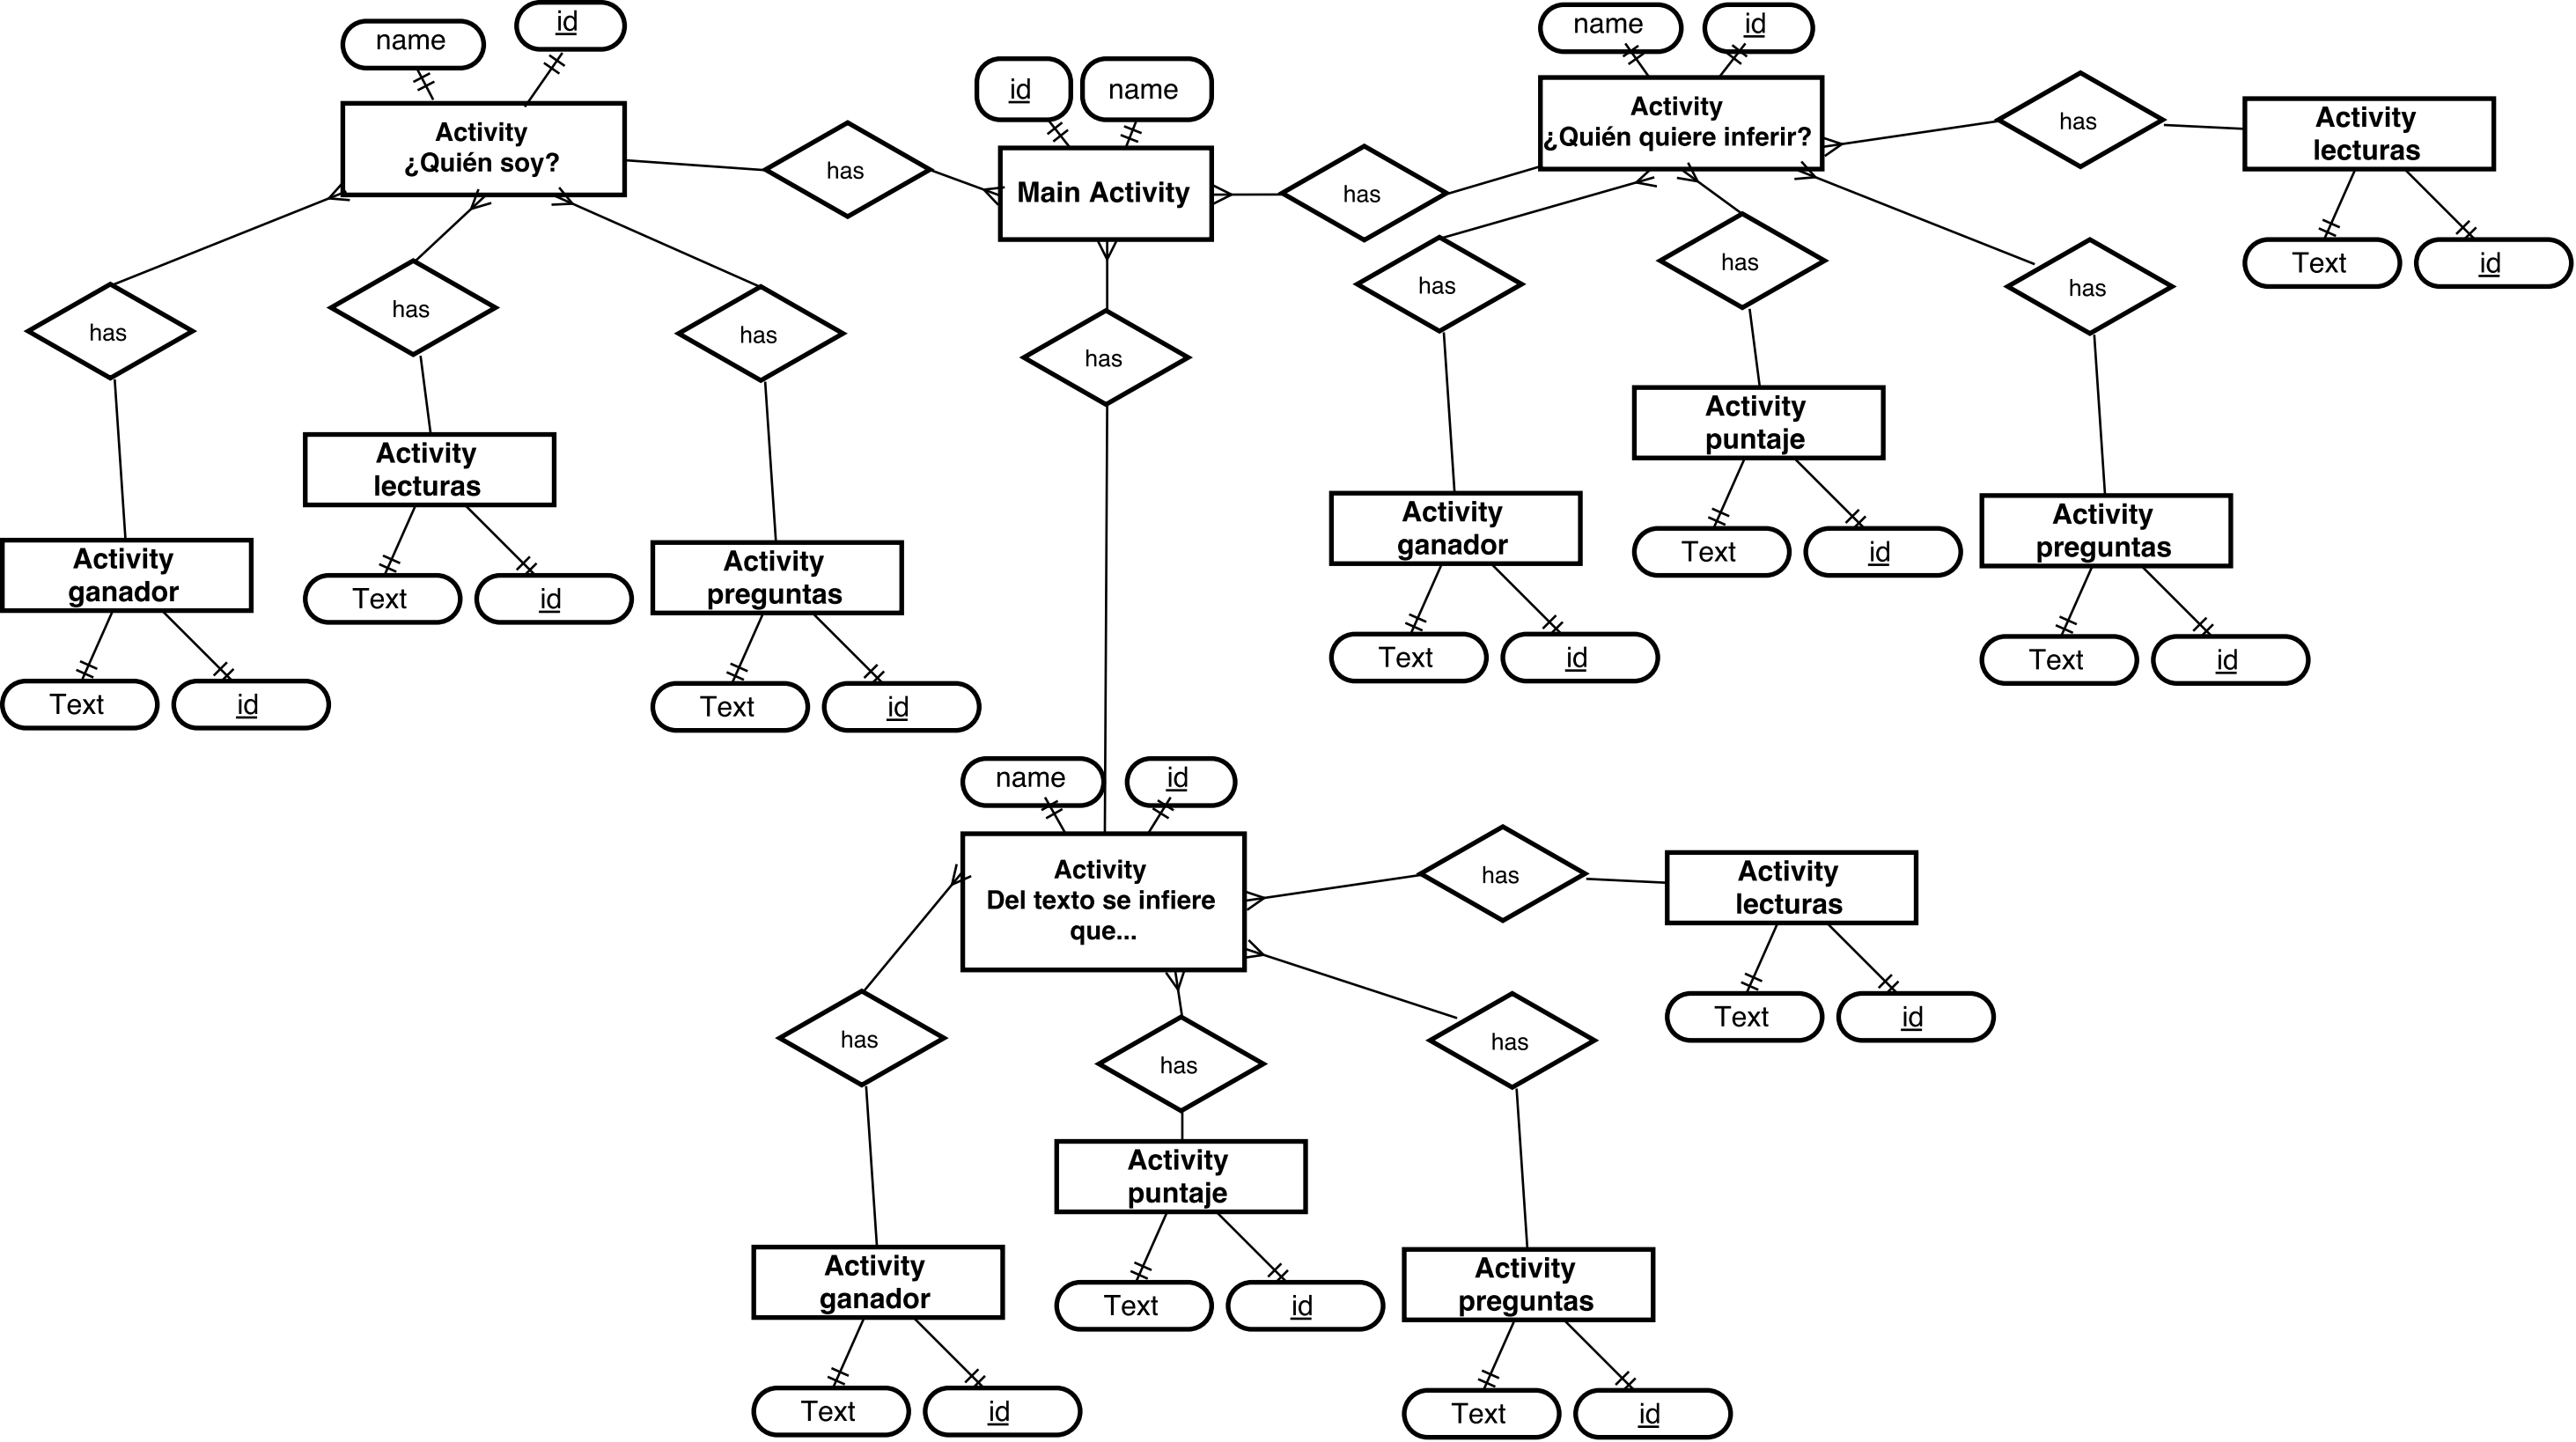 name
id
Activity
¿Quién soy?
has
id
name
Main Activity
has
name
id
Activity
¿Quién quiere inferir?
has
Activity
lecturas
Text
id
has
has
has
has
has
has
has
Activity
ganador
Text
id
Activity
lecturas
Text
id
Activity
preguntas
Text
id
Activity
ganador
Text
id
Activity
puntaje
Text
id
Activity
preguntas
Text
id
name
id
Activity
Del texto se infiere
que...
has
Activity
lecturas
Text
id
has
has
has
Activity
ganador
Text
id
Activity
puntaje
Text
id
Activity
preguntas
Text
id